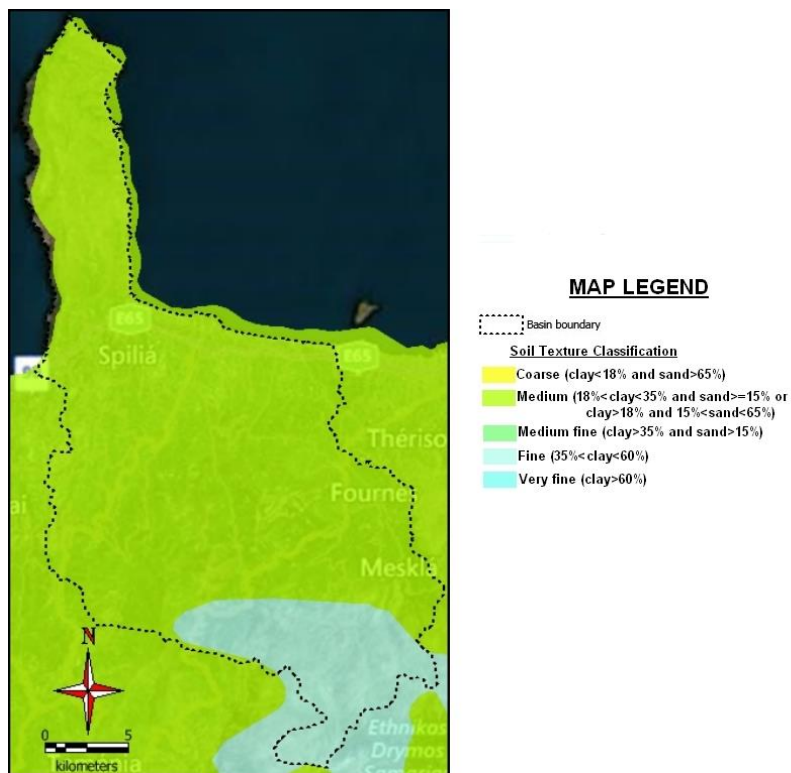 E65
Spiliá
E65
Thériso
Fournés
ai
Meskla
N
0 5
kilometers
Ethnikos
Drymos
MAP LEGEND
Basin boundary
Soil Texture Classification
Coarse (clay<18% and sand>65%)
Medium (18%<clay<35% and sand>=15% or
clay>18% and 15%<sand<65%)
Medium fine (clay>35% and sand>15%)
Fine (35%<clay<60%)
Very fine (clay>60%)